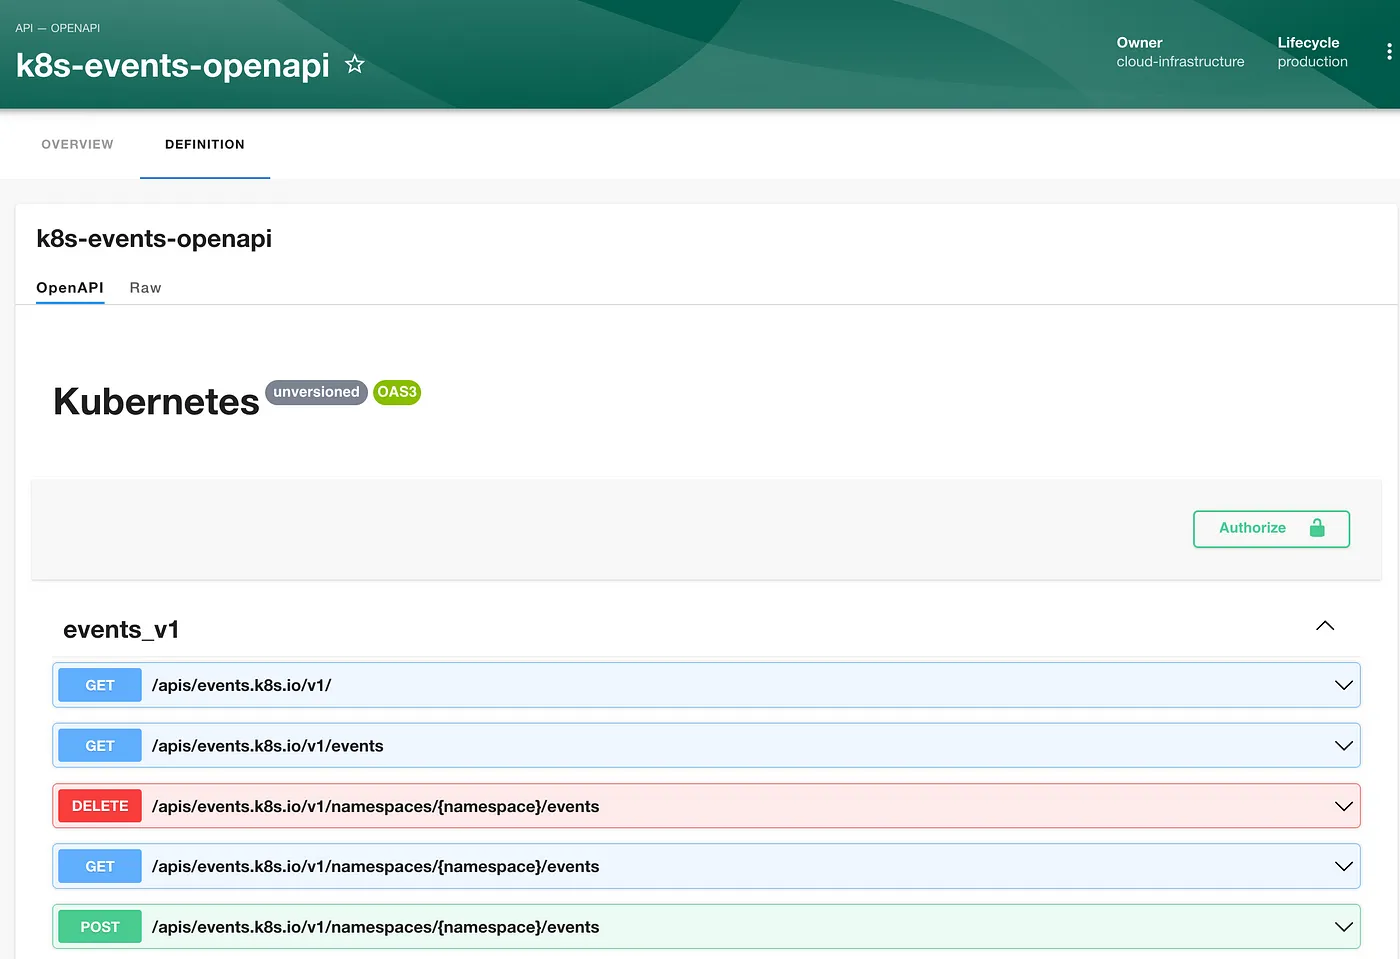 API — OPENAPI
k8s-events-openapi
Owner
cloud-infrastructure
Lifecycle
production
OVERVIEW
DEFINITION
k8s-events-openapi
OpenAPI
Raw
Kubernetes unversioned OAS3
Authorize
events_v1
GET /apis/events.k8s.io/v1/
GET /apis/events.k8s.io/v1/events
DELETE /apis/events.k8s.io/v1/namespaces/{namespace}/events
GET /apis/events.k8s.io/v1/namespaces/{namespace}/events
POST /apis/events.k8s.io/v1/namespaces/{namespace}/events